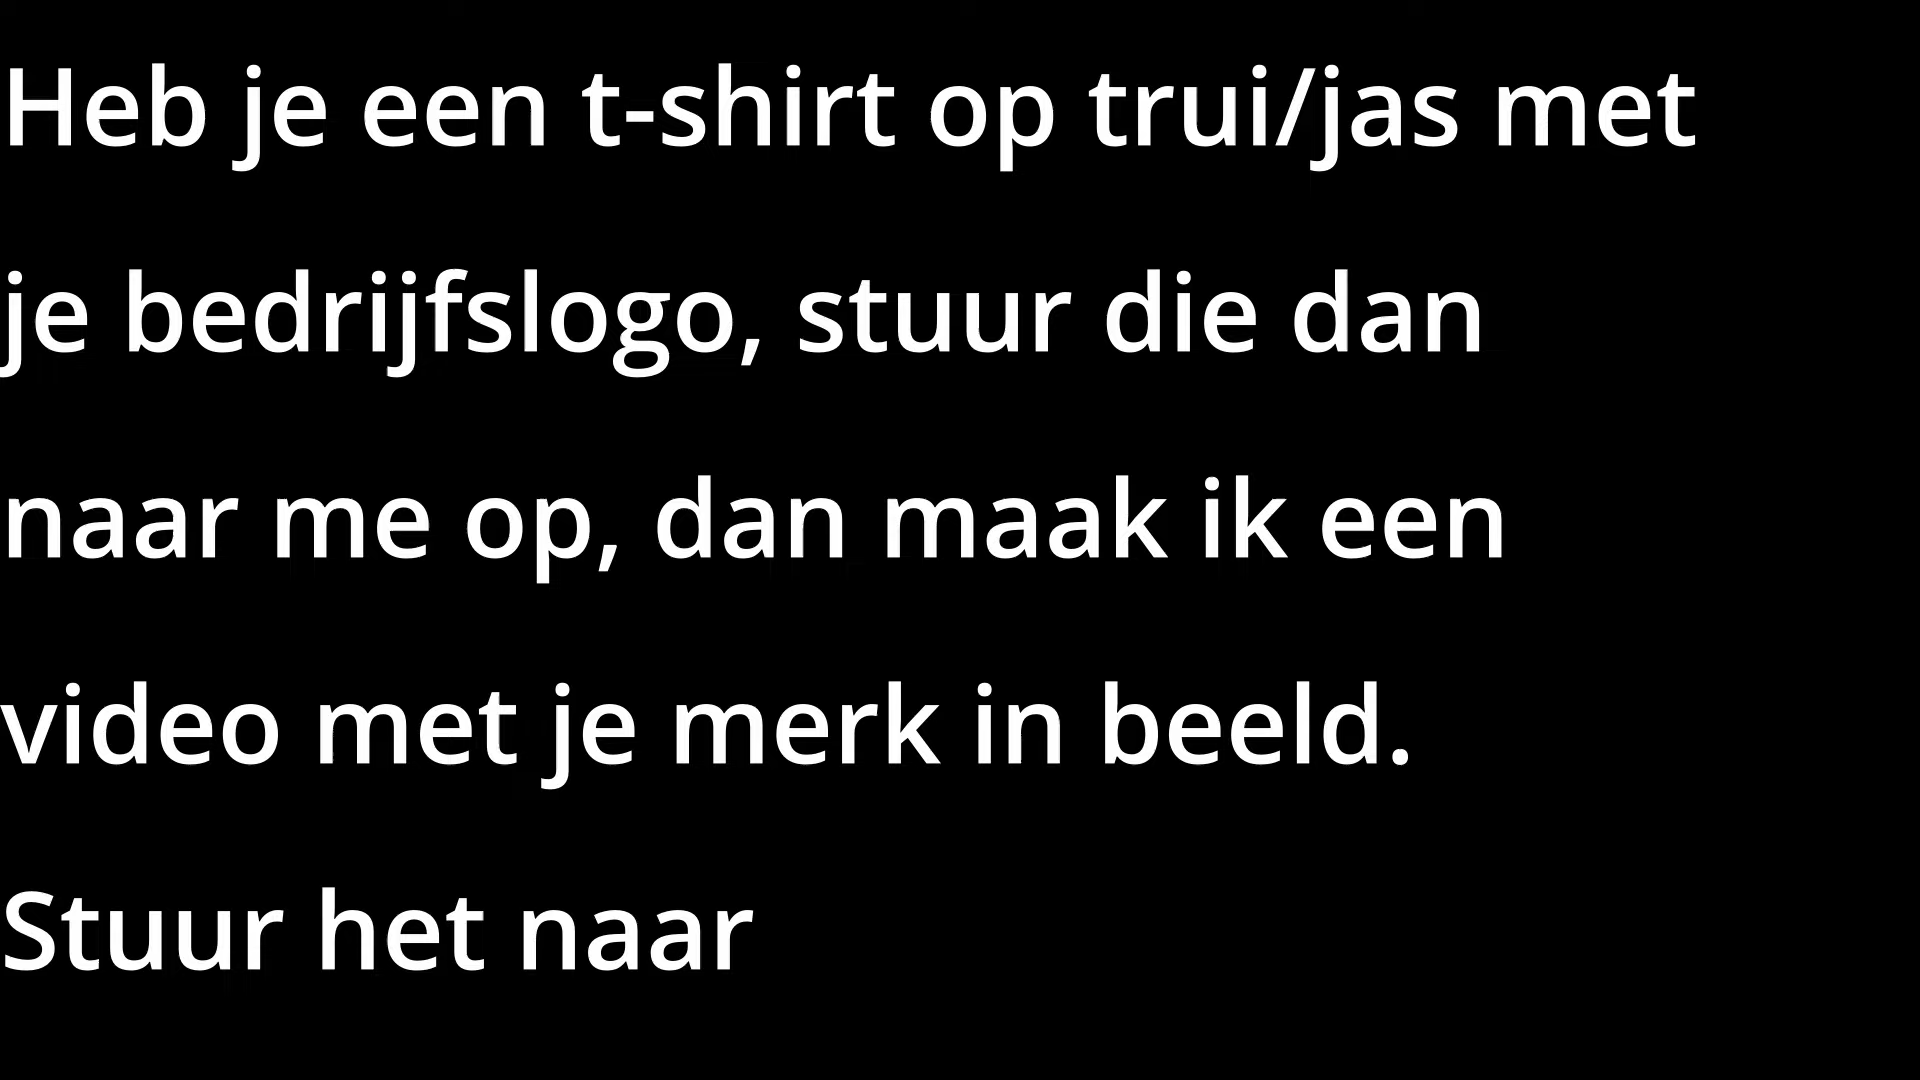 Heb je een t-shirt op trui/jas met
je bedrijfslogo, stuur die dan
naar me op, dan maak ik een
video met je merk in beeld.
Stuur het naar